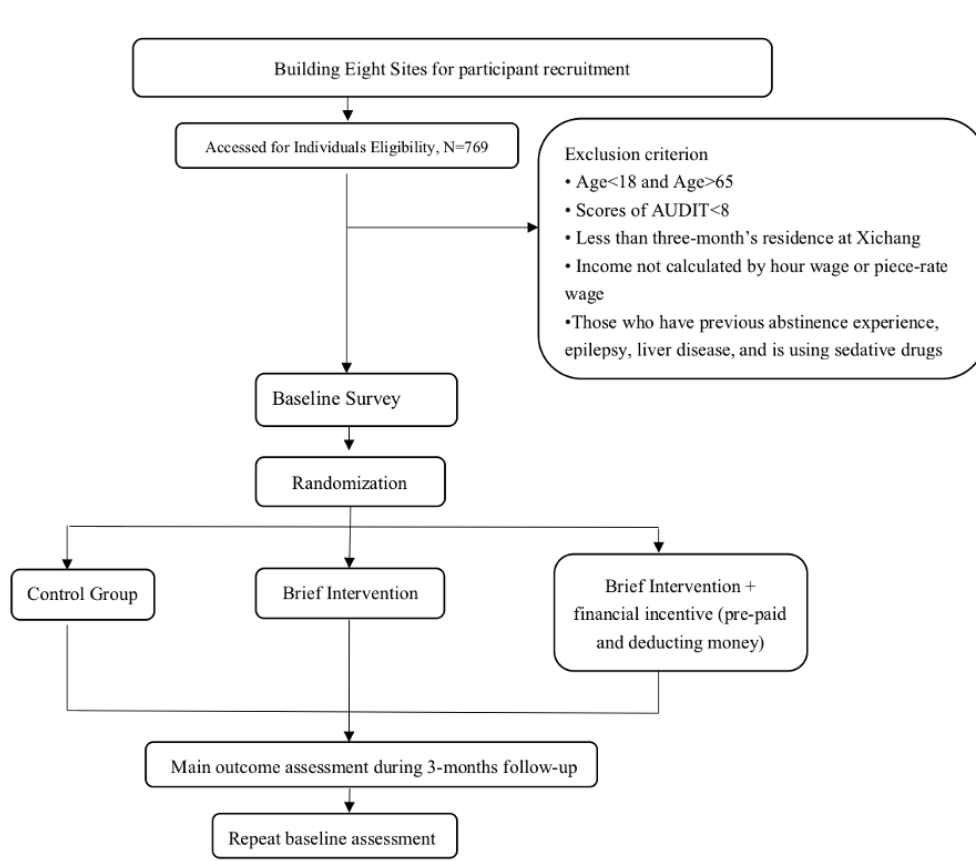 Building Eight Sites for participant recruitment
Accessed for Individuals Eligibility, N=769
Exclusion criterion
• Age<18 and Age>65
• Scores of AUDIT<8
• Less than three-month’s residence at Xichang
• Income not calculated by hour wage or piece-rate
wage
•Those who have previous abstinence experience,
epilepsy, liver disease, and is using sedative drugs
Baseline Survey
Randomization
Control Group
Brief Intervention
Brief Intervention +
financial incentive (pre-paid
and deducting money)
Main outcome assessment during 3-months follow-up
Repeat baseline assessment